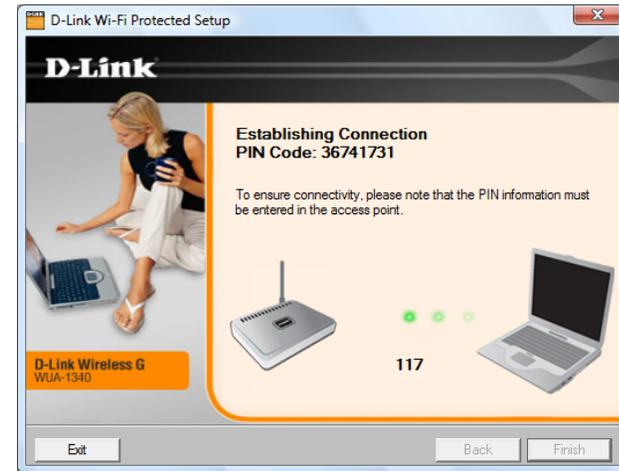 D-Link Wi-Fi Protected Setup
D-Link
Establishing Connection
PIN Code: 36741731
To ensure connectivity, please note that the PIN information must
be entered in the access point.
117
D-Link Wireless G
WUA-1340
Exit
Back
Finish